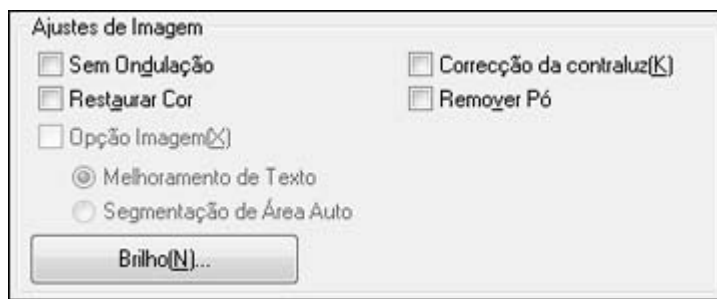 Ajustes de Imagem
Sem Ondulação
Correcção da contraluz(K)
Restaurar Cor
Remover Pó
Opção Imagem(X)
Melhoramento de Texto
Segmentação de Área Auto
Brilho(N)...